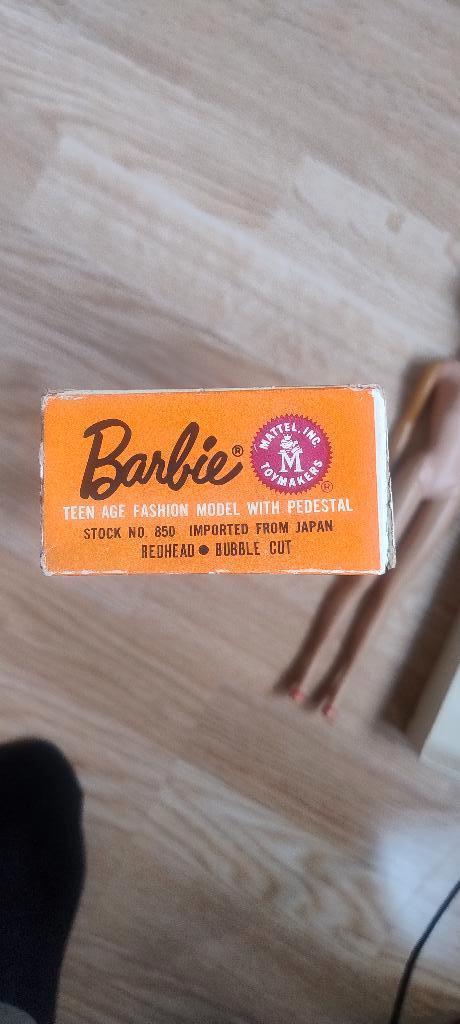 Barbie®
MATTEL, INC.
M
TOYMAKERS
®
TEEN AGE FASHION MODEL WITH PEDESTAL
STOCK NO. 850 IMPORTED FROM JAPAN
REDHEAD ● BUBBLE CUT